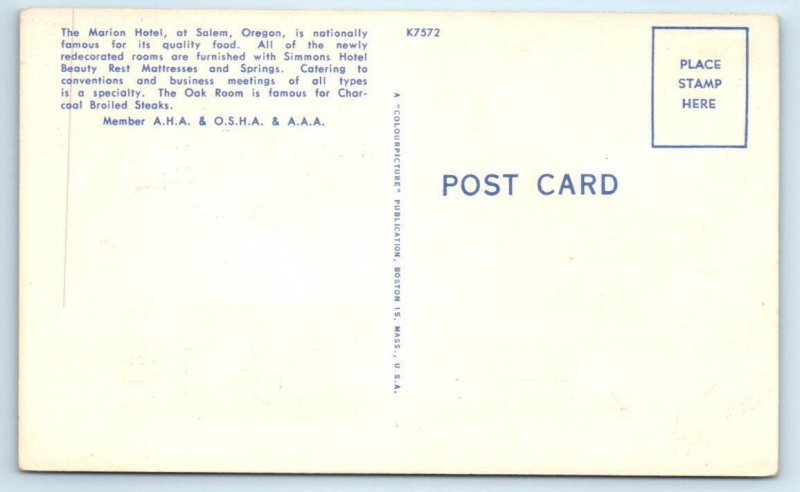 The Marion Hotel, at Salem, Oregon, is nationally
famous for its quality food. All of the newly
redecorated rooms are furnished with Simmons Hotel
Beauty Rest Mattresses and Springs. Catering to
conventions and business meetings of all types
is a specialty. The Oak Room is famous for Char-
coal Broiled Steaks.
Member A.H.A. & O.S.H.A. & A.A.A.
K7572
A "COLOURPICTURE" PUBLICATION, BOSTON 15, MASS., U.S.A.
PLACE
STAMP
HERE
POST CARD